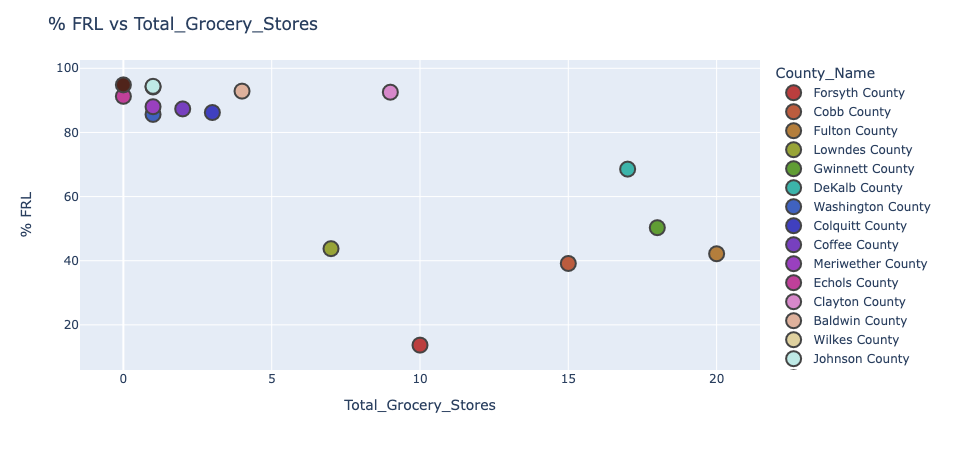 % FRL vs Total_Grocery_Stores
100
80
60
40
20
% FRL
0
5
10
15
20
Total_Grocery_Stores
County_Name
Forsyth County
Cobb County
Fulton County
Lowndes County
Gwinnett County
DeKalb County
Washington County
Colquitt County
Coffee County
Meriwether County
Echols County
Clayton County
Baldwin County
Wilkes County
Johnson County